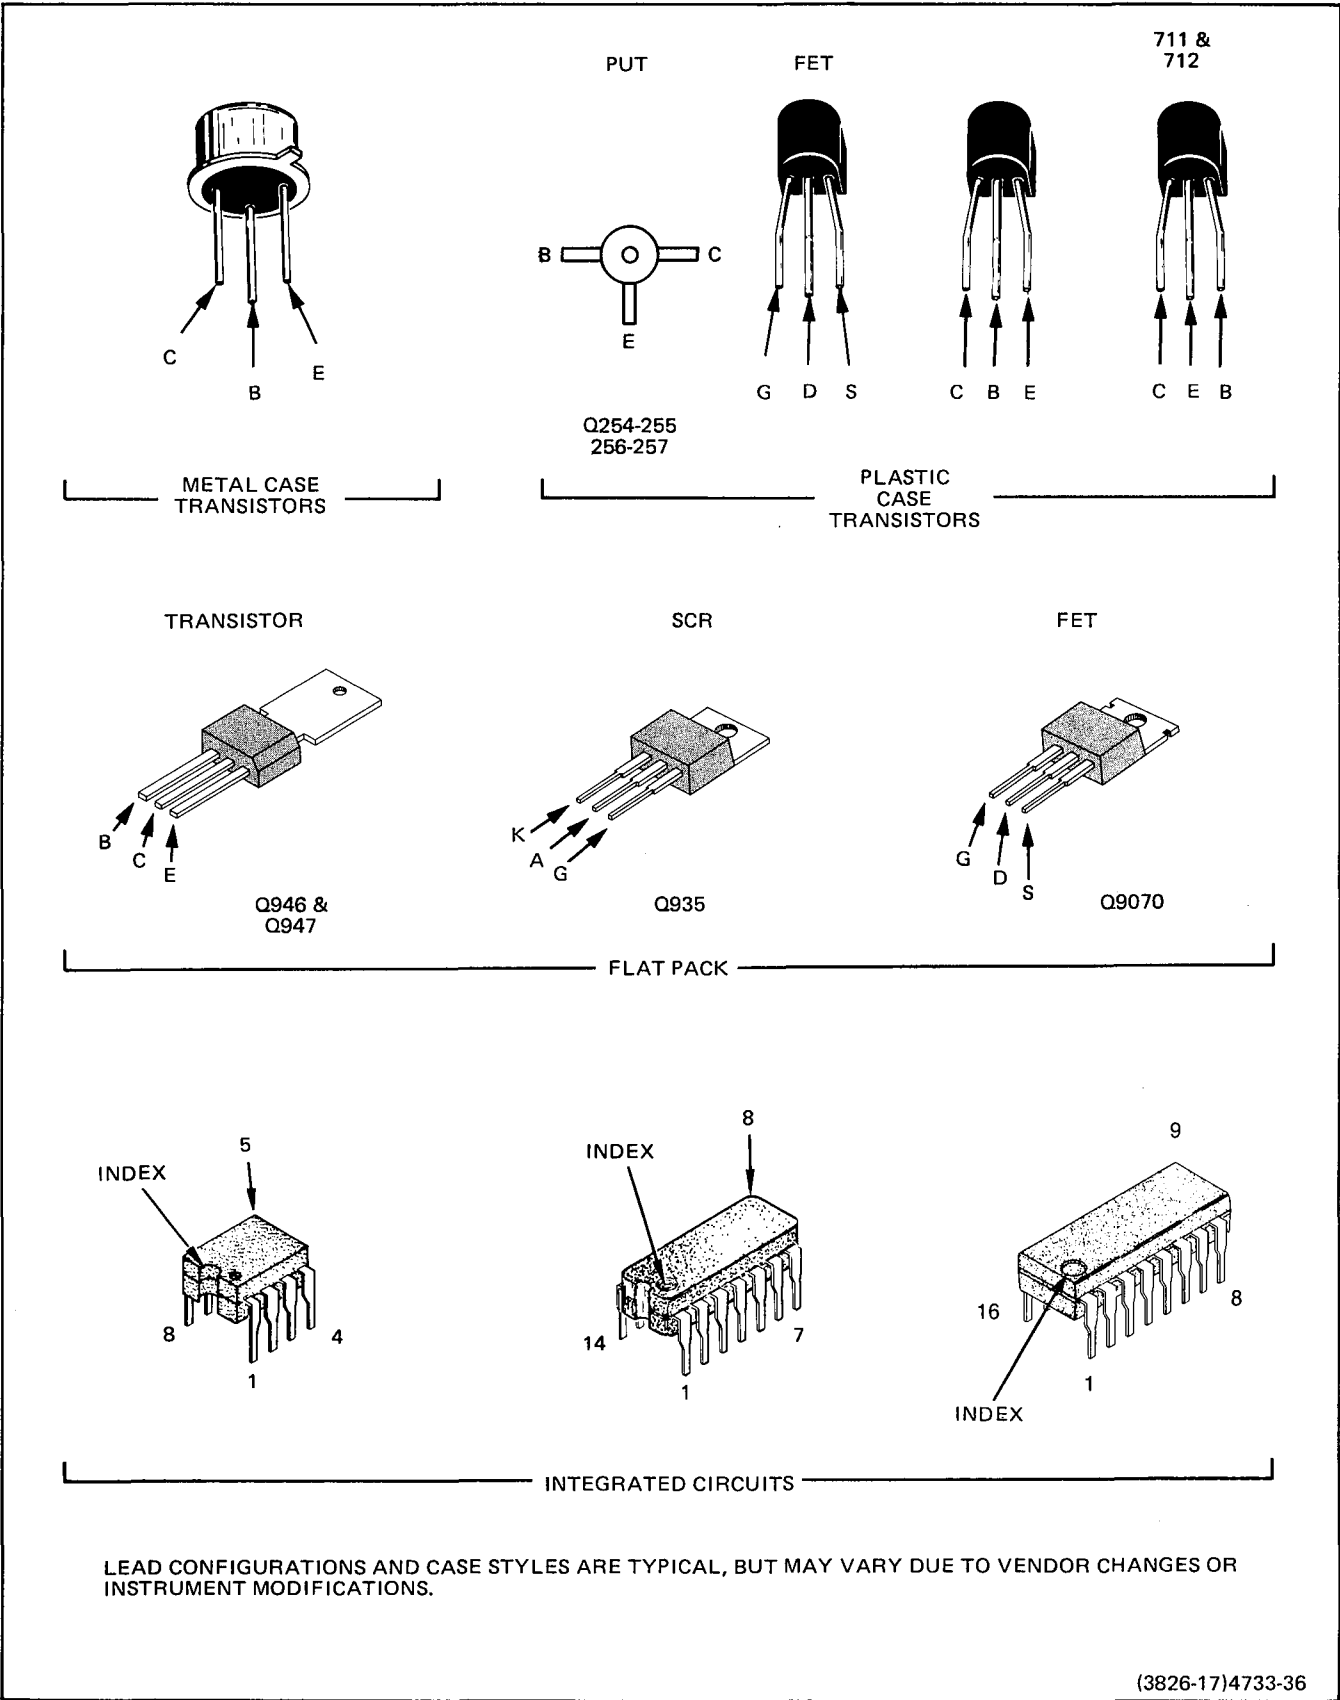 711 &
712
PUT
FET
B
C
E
C
B
E
G D S
C B E
C E B
Q254-255
256-257
METAL CASE
TRANSISTORS
PLASTIC
CASE
TRANSISTORS
TRANSISTOR
SCR
FET
B
C
E
K
A
G
G
D
S
Q946 &
Q947
Q935
Q9070
FLAT PACK
5
INDEX
8
4
1
8
INDEX
14
7
1
9
16
8
1
INDEX
INTEGRATED CIRCUITS
LEAD CONFIGURATIONS AND CASE STYLES ARE TYPICAL, BUT MAY VARY DUE TO VENDOR CHANGES OR
INSTRUMENT MODIFICATIONS.
(3826-17)4733-36